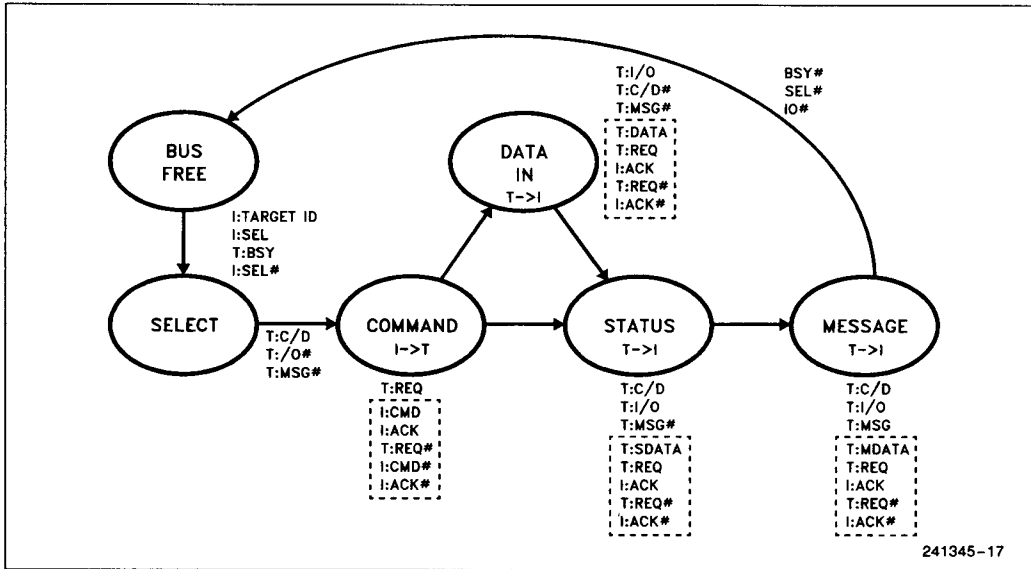 BUS
FREE
I:TARGET ID
I:SEL
T:BSY
I:SEL#
SELECT
T:C/D
T:/O#
T:MSG#
COMMAND
I->T
T:REQ
I:CMD
I:ACK
T:REQ#
I:CMD#
I:ACK#
DATA
IN
T->I
T:I/O
T:C/D#
T:MSG#
T:DATA
T:REQ
I:ACK
T:REQ#
I:ACK#
STATUS
T->I
T:C/D
T:I/O
T:MSG#
T:SDATA
T:REQ
I:ACK
T:REQ#
I:ACK#
MESSAGE
T->I
T:C/D
T:I/O
T:MSG
T:MDATA
T:REQ
I:ACK
T:REQ#
I:ACK#
BSY#
SEL#
IO#
241345-17